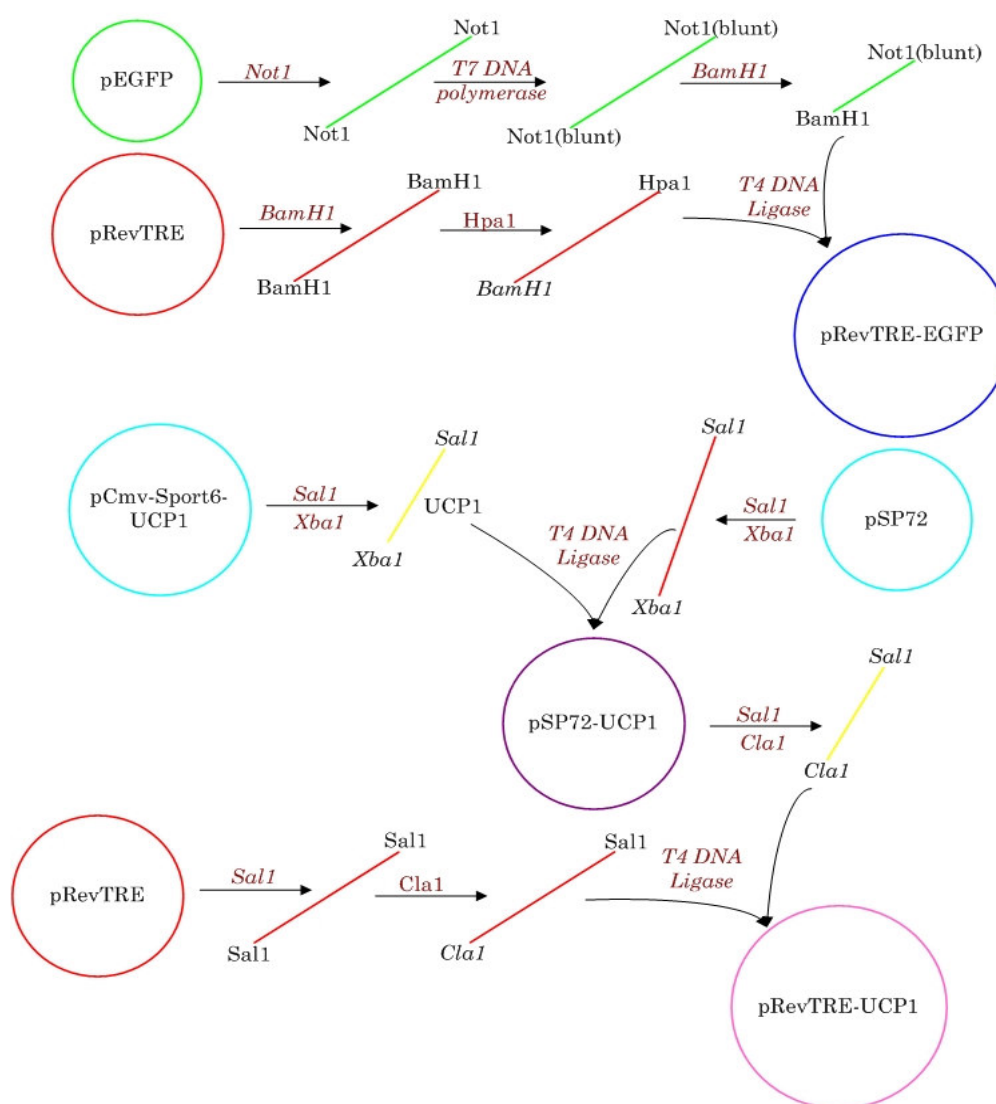 Not1
Not1(blunt)
Not1(blunt)
pEGFP
Not1
T7 DNA
polymerase
BamH1
Not1
Not1(blunt)
BamH1
BamH1
Hpa1
T4 DNA
Ligase
pRevTRE
BamH1
Hpa1
BamH1
BamH1
pRevTRE-EGFP
Sal1
Sal1
pCmv-Sport6-
UCP1
Sal1
Xba1
UCP1
Xba1
T4 DNA
Ligase
Sal1
Xba1
pSP72
Xba1
Sal1
pSP72-UCP1
Sal1
Cla1
Cla1
Sal1
Sal1
T4 DNA
Ligase
pRevTRE
Sal1
Cla1
Sal1
Cla1
pRevTRE-UCP1